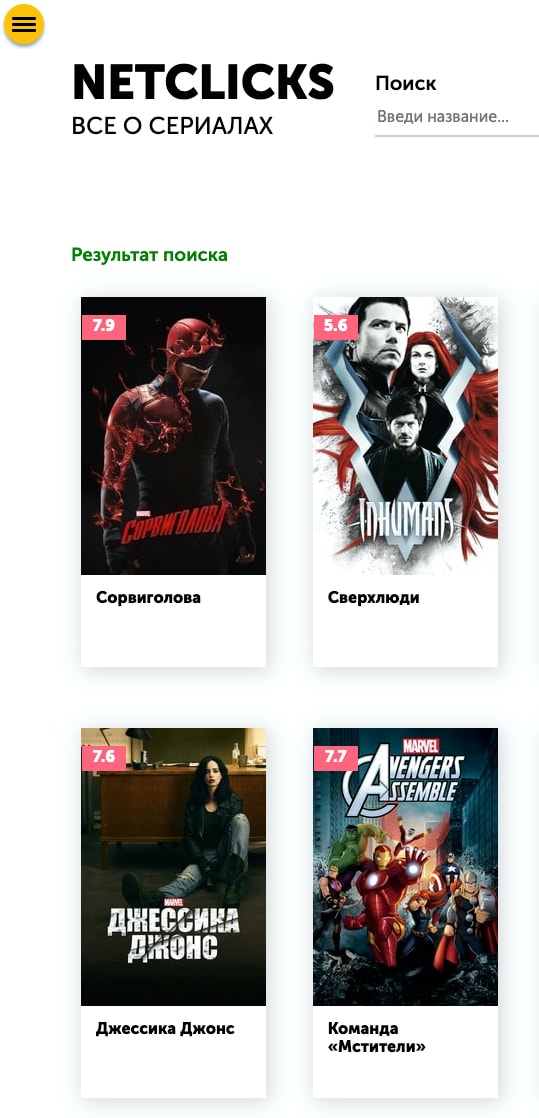 NETCLICKS
ВСЕ О СЕРИАЛАХ
Поиск
Введи название...
Результат поиска
7.9
MARVEL
СОРВИГОЛОВА
Сорвиголова
5.6
INHUMANS
Сверхлюди
7.6
MARVEL
ДЖЕССИКА
ДЖОНС
Джессика Джонс
7.7
MARVEL
AVENGERS
ASSEMBLE
Команда
«Мстители»